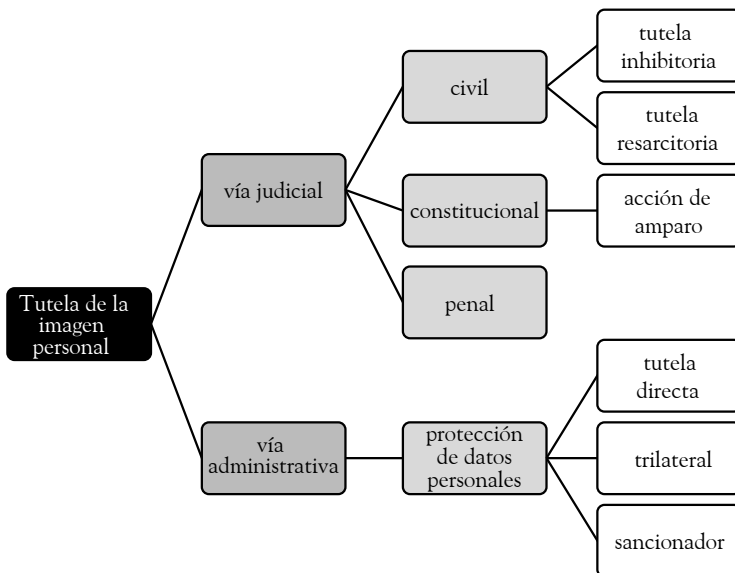 Tutela de la
imagen
personal
vía judicial
civil
tutela
inhibitoria
tutela
resarcitoria
constitucional
acción de
amparo
penal
vía
administrativa
protección
de datos
personales
tutela
directa
trilateral
sancionador